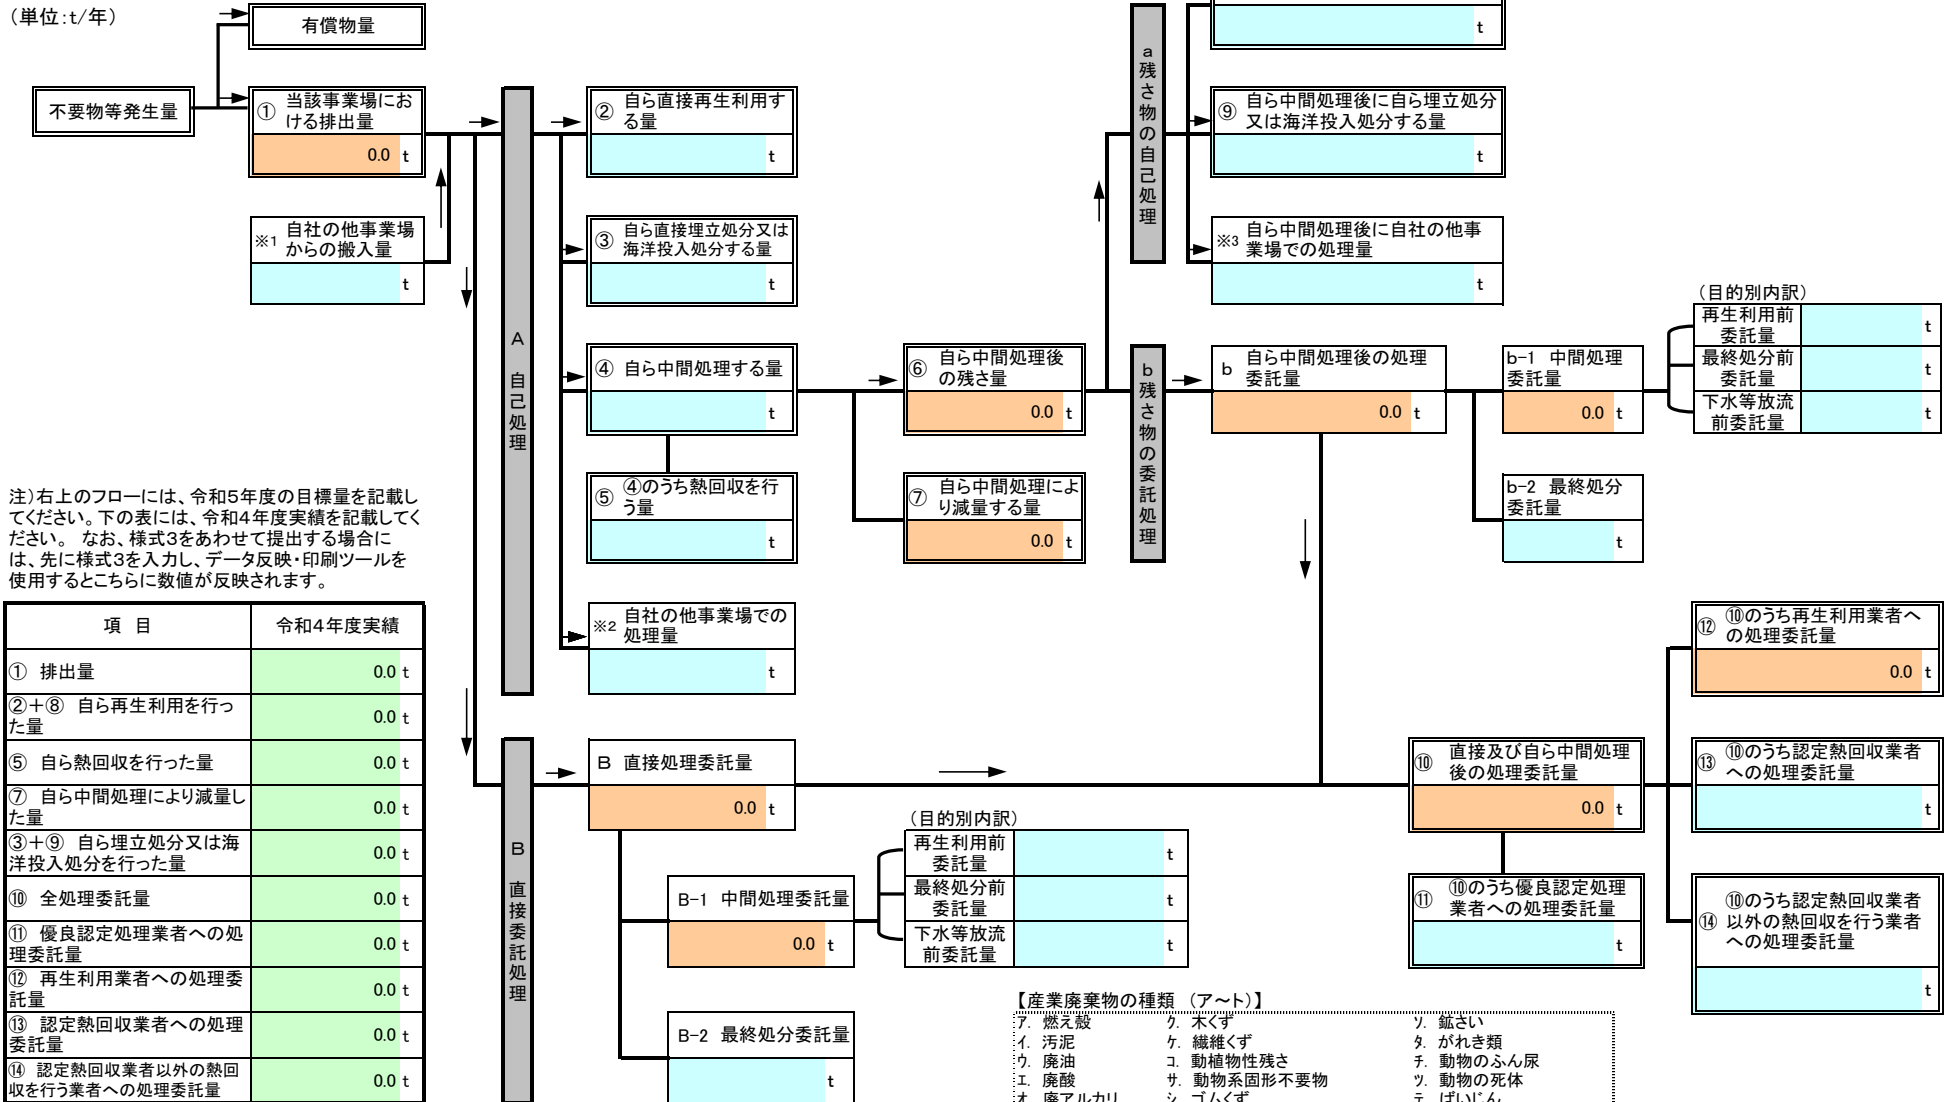 （単位:t/年）
有償物量
不要物等発生量
① 当該事業場にお
ける排出量
0.0 t
※1 自社の他事業場
からの搬入量
t
A 自己処理
② 自ら直接再生利用す
る量
t
③ 自ら直接埋立処分又は
海洋投入処分する量
t
④ 自ら中間処理する量
t
⑤ ④のうち熱回収を行
う量
t
※2 自社の他事業場での
処理量
t
⑥ 自ら中間処理後
の残さ量
0.0 t
⑦ 自ら中間処理によ
り減量する量
0.0 t
a残さ物の自己処理
t
⑨ 自ら中間処理後に自ら埋立処分
又は海洋投入処分する量
t
※3 自ら中間処理後に自社の他事
業場での処理量
t
b残さ物の委託処理
b 自ら中間処理後の処理
委託量
0.0 t
b-1 中間処理
委託量
0.0 t
b-2 最終処分
委託量
t
（目的別内訳）
再生利用前
委託量
t
最終処分前
委託量
t
下水等放流
前委託量
t
注）右上のフローには、令和5年度の目標量を記載し
てください。下の表には、令和4年度実績を記載してく
ださい。 なお、様式3をあわせて提出する場合に
は、先に様式3を入力し、データ反映・印刷ツールを
使用するとこちらに数値が反映されます。
項 目 令和4年度実績
① 排出量 0.0 t
②＋⑧ 自ら再生利用を行っ
た量 0.0 t
⑤ 自ら熱回収を行った量 0.0 t
⑦ 自ら中間処理により減量し
た量 0.0 t
③＋⑨ 自ら埋立処分又は海
洋投入処分を行った量 0.0 t
⑩ 全処理委託量 0.0 t
⑪ 優良認定処理業者への処
理委託量 0.0 t
⑫ 再生利用業者への処理委
託量 0.0 t
⑬ 認定熱回収業者への処理
委託量 0.0 t
⑭ 認定熱回収業者以外の熱回
収を行う業者への処理委託量 0.0 t
B 直接委託処理
B 直接処理委託量
0.0 t
B-1 中間処理委託量
0.0 t
B-2 最終処分委託量
t
（目的別内訳）
再生利用前
委託量
t
最終処分前
委託量
t
下水等放流
前委託量
t
⑩ 直接及び自ら中間処理
後の処理委託量
0.0 t
⑪ ⑩のうち優良認定処理
業者への処理委託量
t
⑫ ⑩のうち再生利用業者へ
の処理委託量
0.0 t
⑬ ⑩のうち認定熱回収業者
への処理委託量
t
⑭ ⑩のうち認定熱回収業者
以外の熱回収を行う業者
への処理委託量
t
【産業廃棄物の種類 （ア～ト）】
ア. 燃え殻 ク. 木くず ソ. 鉱さい
イ. 汚泥 ケ. 繊維くず タ. がれき類
ウ. 廃油 コ. 動植物性残さ チ. 動物のふん尿
エ. 廃酸 サ. 動物系固形不要物 ツ. 動物の死体
オ. 廃アルカリ シ. ゴムくず テ. ばいじん